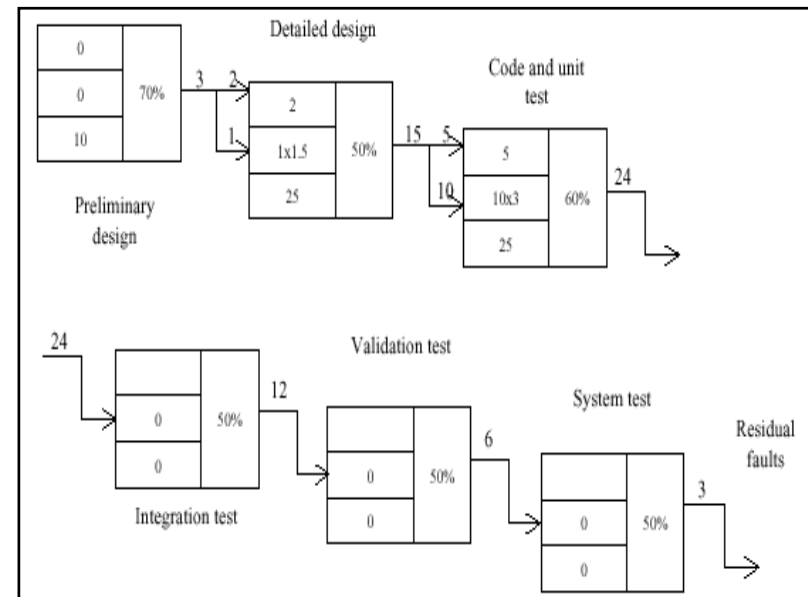 Detailed design
0
0
10
70%
3
2
1
2
1x1.5
25
50%
15
5
10
Code and unit
test
5
10x3
25
60%
24
Preliminary
design
24
0
0
50%
12
Integration test
Validation test
0
0
50%
6
System test
0
0
50%
3
Residual
faults